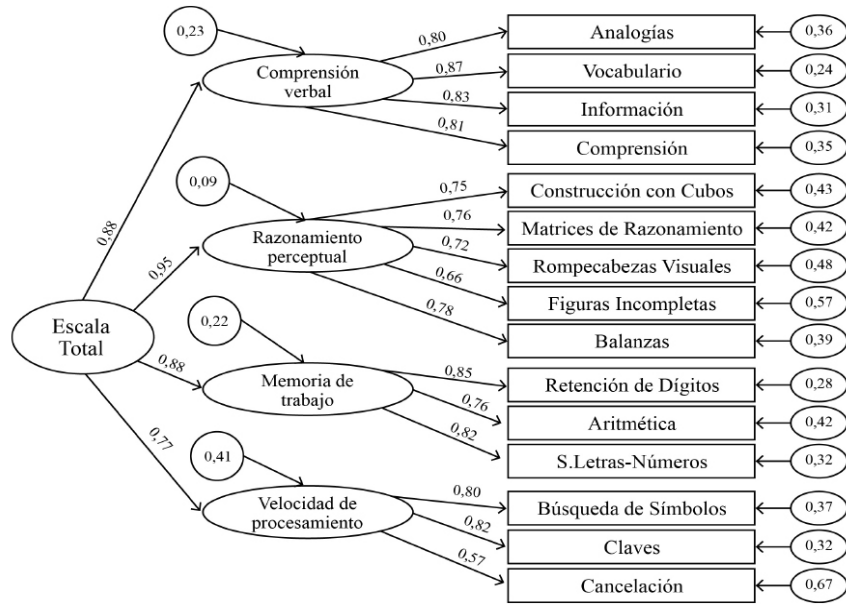 0,23
0,80
Analogías
0,36
Comprensión
verbal
0,87
Vocabulario
0,24
0,83
Información
0,31
0,81
Comprensión
0,35
0,88
0,09
0,75
Construcción con Cubos
0,43
Razonamiento
perceptual
0,76
Matrices de Razonamiento
0,42
0,72
Rompecabezas Visuales
0,48
0,66
Figuras Incompletas
0,57
0,78
Balanzas
0,39
0,95
Escala
Total
0,22
0,88
Memoria de
trabajo
0,85
Retención de Dígitos
0,28
0,76
Aritmética
0,42
0,82
S.Letras-Números
0,32
0,77
0,41
Velocidad de
procesamiento
0,80
Búsqueda de Símbolos
0,37
0,82
Claves
0,32
0,57
Cancelación
0,67